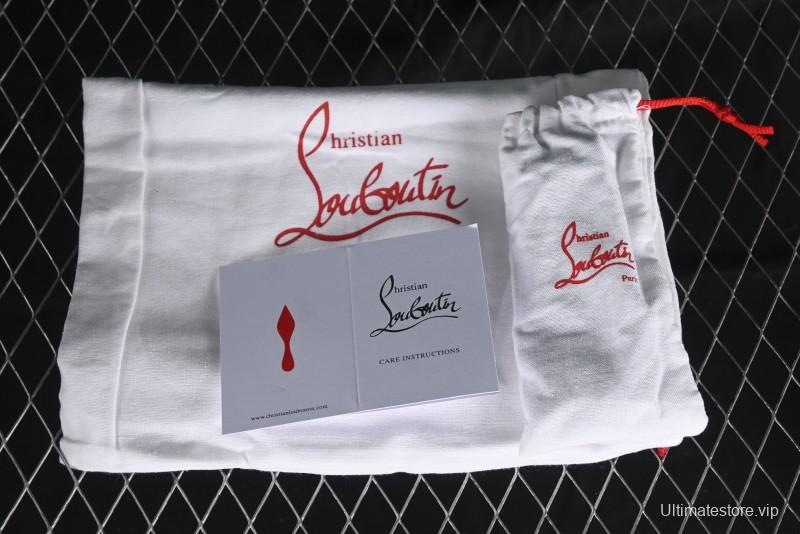 Christian
Louboutin
Christian
Louboutin
Paris
Christian
Louboutin
CARE INSTRUCTIONS
www.christianlouboutin.com
Ultimatestore.vip